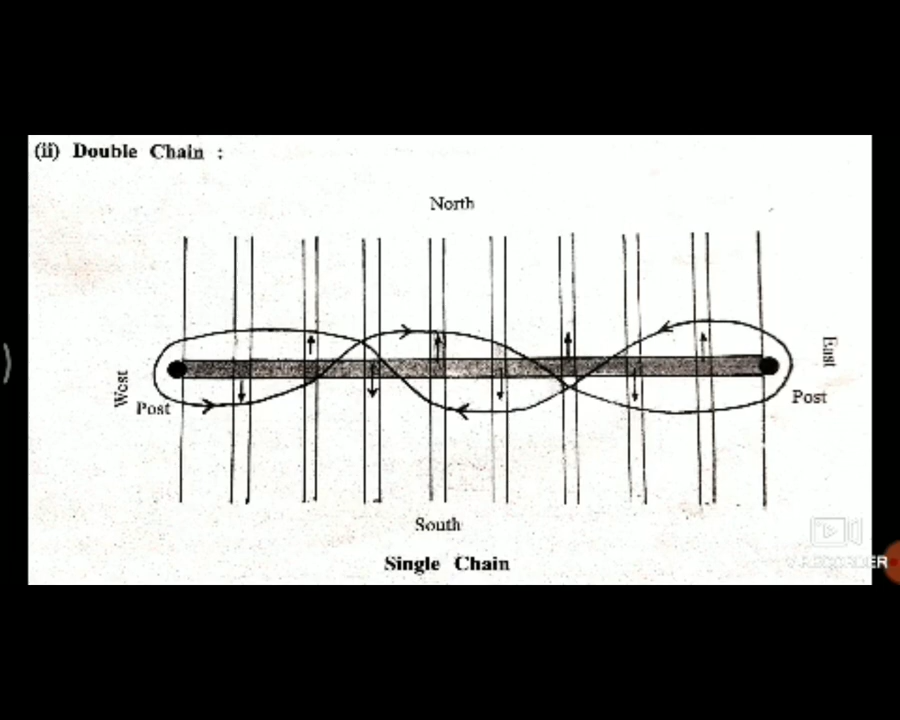 (ii) Double Chain :
North
West
East
Post
Post
South
Single Chain